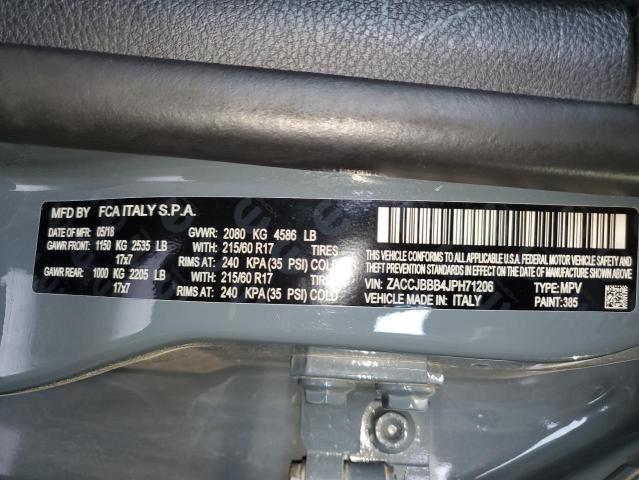 MFD BY FCA ITALY S.P.A.
DATE OF MFR: 05/18 GVWR: 2080 KG 4586 LB
GAWR FRONT: 1150 KG 2535 LB WITH: 215/60 R17 TIRES
17x7 RIMS AT: 240 KPA (35 PSI) COLD
GAWR REAR: 1000 KG 2205 LB WITH: 215/60 R17 TIRES
17x7 RIMS AT: 240 KPA (35 PSI) COLD
THIS VEHICLE CONFORMS TO ALL APPLICABLE U.S.A. FEDERAL MOTOR VEHICLE SAFETY
AND THEFT PREVENTION STANDARDS IN EFFECT ON THE DATE OF MANUFACTURE SHOWN ABOVE
VIN: ZACCJBBB4JPH71206 TYPE: MPV
VEHICLE MADE IN: ITALY PAINT: 385